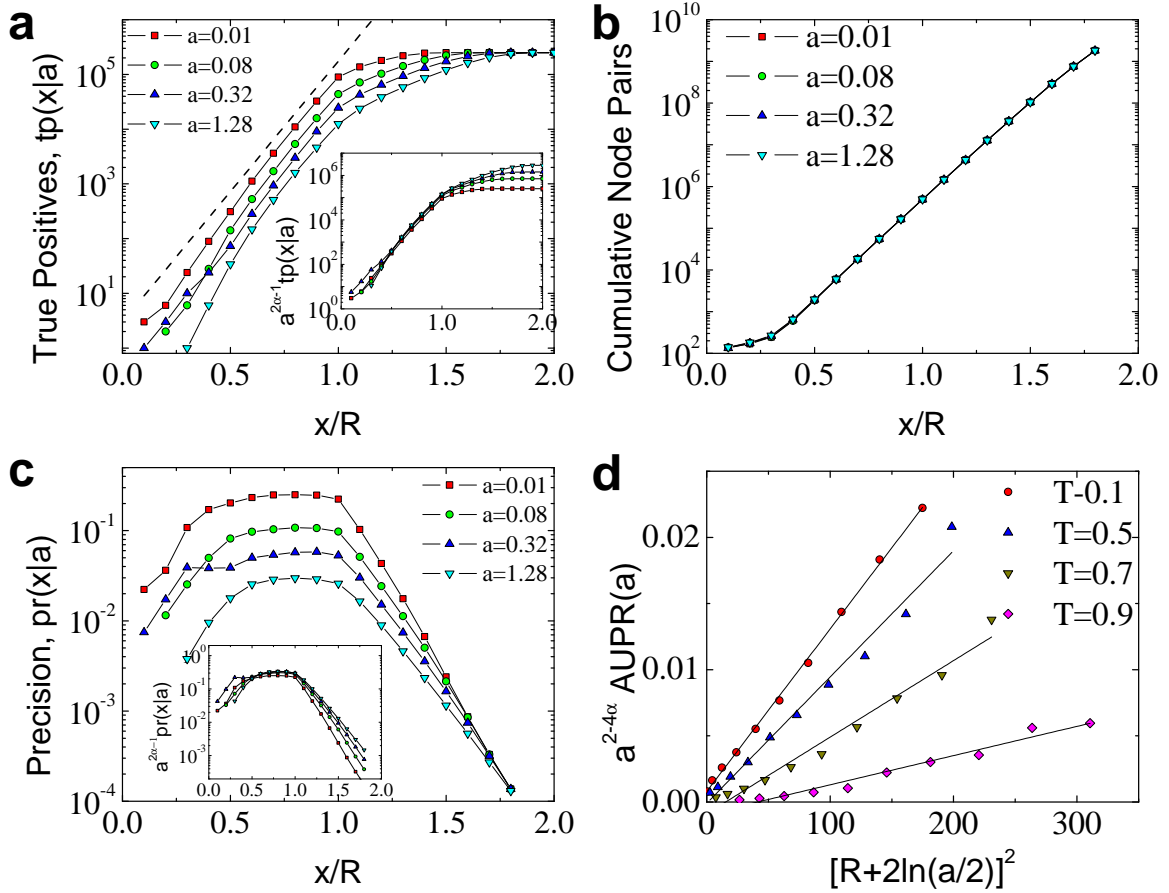 a
a=0.01
a=0.08
a=0.32
a=1.28
True Positives, tp(x|a)
10^5
10^3
10^1
0.0 0.5 1.0 1.5 2.0
x/R
a^{2α-1}tp(x|a)
10^6
10^4
10^2
10^0
0.0 0.5 1.0 1.5 2.0
b
a=0.01
a=0.08
a=0.32
a=1.28
Cumulative Node Pairs
10^10
10^8
10^6
10^4
10^2
0.0 0.5 1.0 1.5 2.0
x/R
c
a=0.01
a=0.08
a=0.32
a=1.28
Precision, pr(x|a)
10^-1
10^-2
10^-3
10^-4
0.0 0.5 1.0 1.5 2.0
x/R
a^{2α-1}pr(x|a)
10^0
10^-1
10^-2
10^-3
0.0 0.5 1.0 1.5 2.0
d
T-0.1
T=0.5
T=0.7
T=0.9
a^{2-4α} AUPR(a)
0.02
0.01
0.00
0 100 200 300
[R+2ln(a/2)]^2